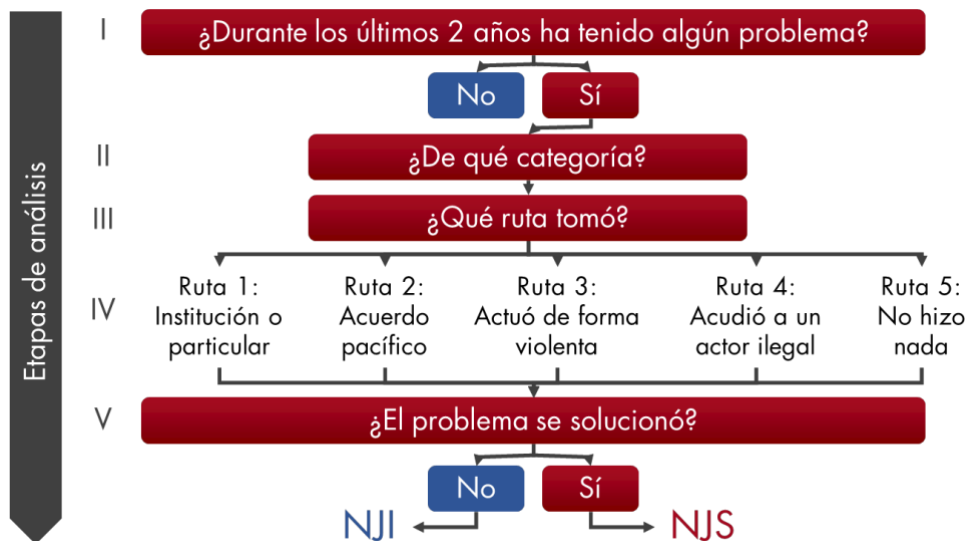 Etapas de análisis
I
¿Durante los últimos 2 años ha tenido algún problema?
No
Sí
II
¿De qué categoría?
III
¿Qué ruta tomó?
IV
Ruta 1:
Institución o
particular
Ruta 2:
Acuerdo
pacífico
Ruta 3:
Actuó de forma
violenta
Ruta 4:
Acudió a un
actor ilegal
Ruta 5:
No hizo
nada
V
¿El problema se solucionó?
No
Sí
NJI
NJS